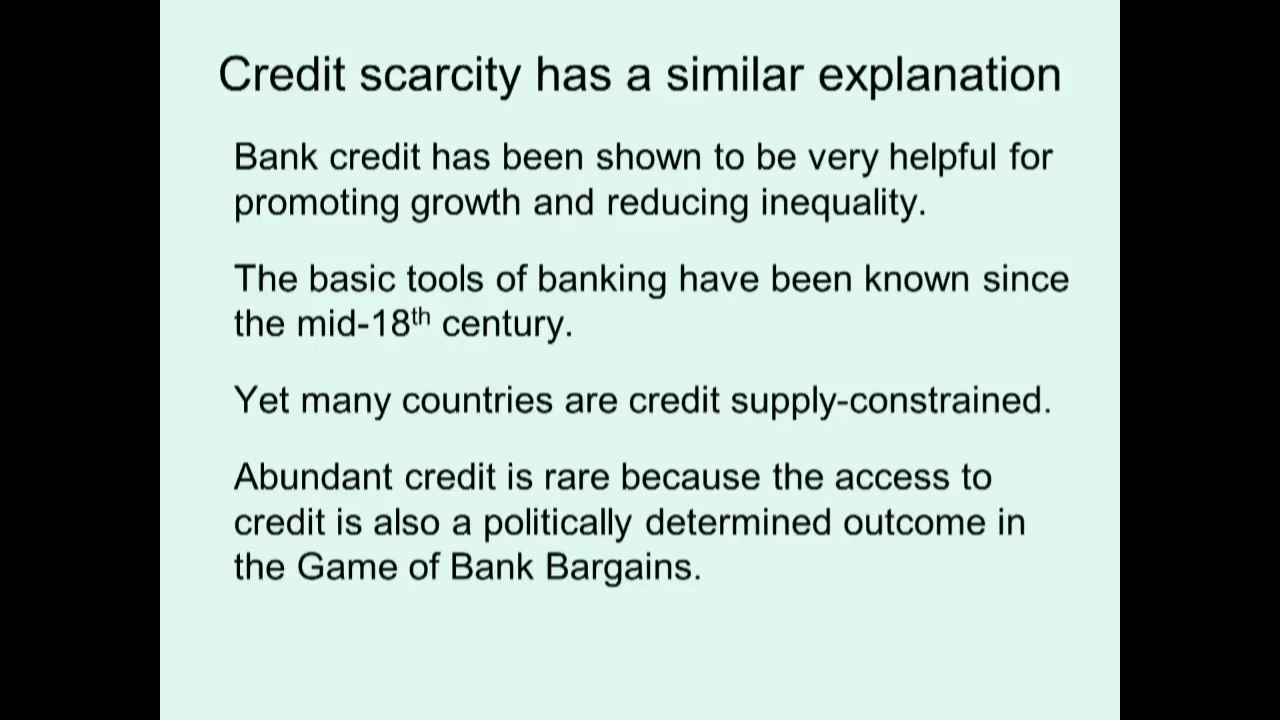 Credit scarcity has a similar explanation
Bank credit has been shown to be very helpful for
promoting growth and reducing inequality.
The basic tools of banking have been known since
the mid-18th century.
Yet many countries are credit supply-constrained.
Abundant credit is rare because the access to
credit is also a politically determined outcome in
the Game of Bank Bargains.